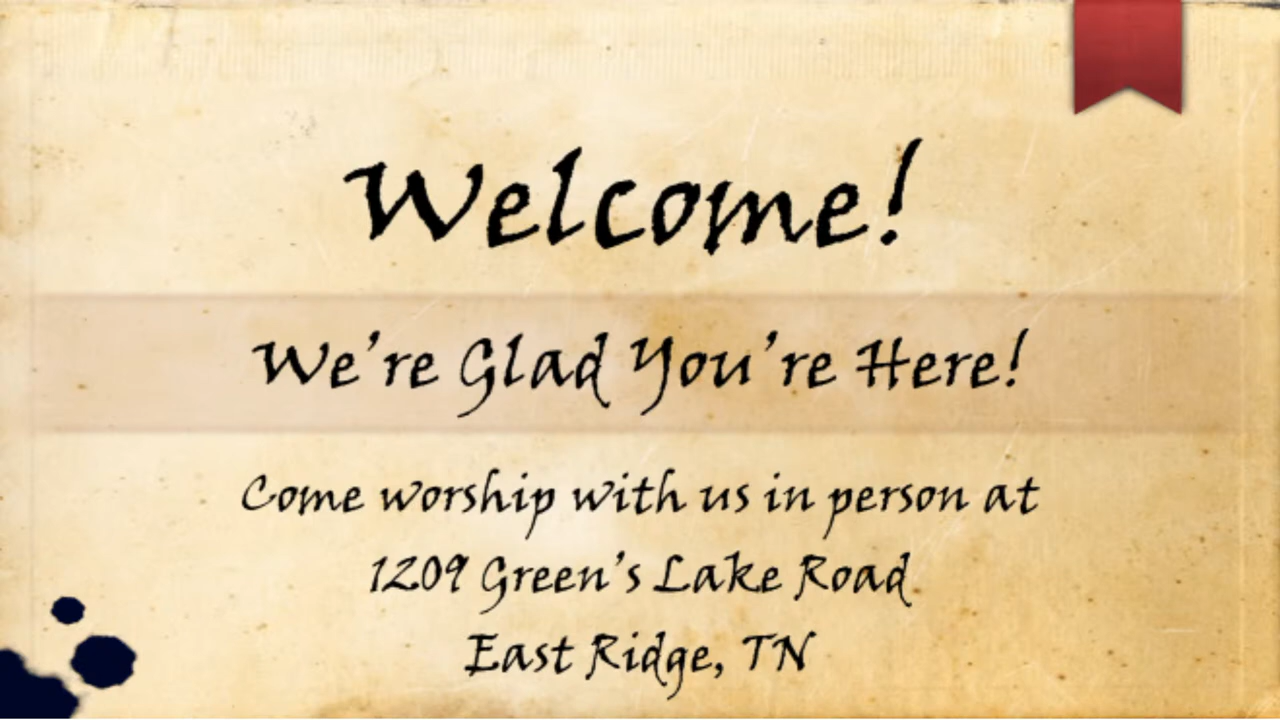 Welcome!
We're Glad You're Here!
Come worship with us in person at
1209 Green's Lake Road
East Ridge, TN